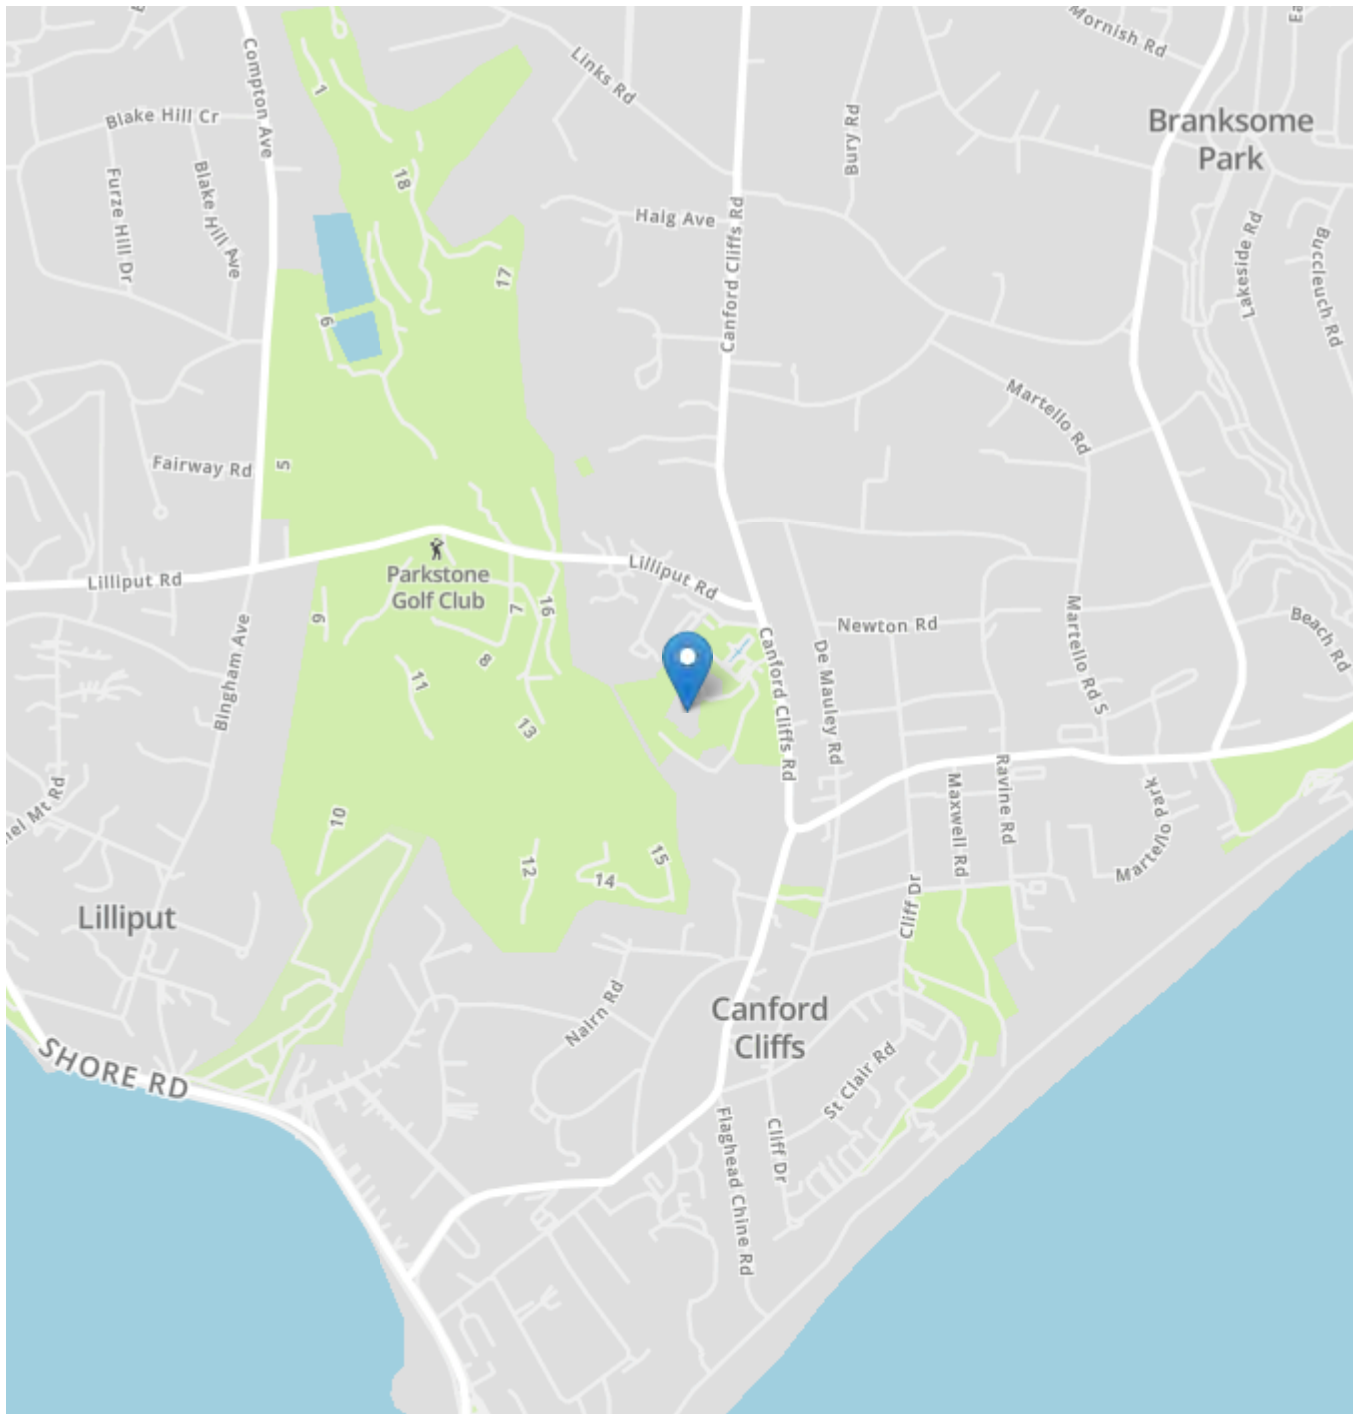 Mornish Rd
Links Rd
Compton Ave
1
Blake Hill Cr
Bury Rd
Branksome
Park
Furze Hill Dr
Blake Hill Ave
18
Haig Ave
Canford Cliffs Rd
Lakeside Rd
Buccleuch Rd
17
6
Martello Rd
Fairway Rd
5
Lilliput Rd
Parkstone
Golf Club
Lilliput Rd
9
7
16
Newton Rd
Martello Rd S
Beach Rd
Bingham Ave
8
11
13
Canford Cliffs Rd
De Mauley Rd
10
Maxwell Rd
Ravine Rd
Martello Park
12
14
15
Lilliput
Cliff Dr
Nairn Rd
Canford
Cliffs
SHORE RD
St Clair Rd
Flaghead Chine Rd
Cliff Dr